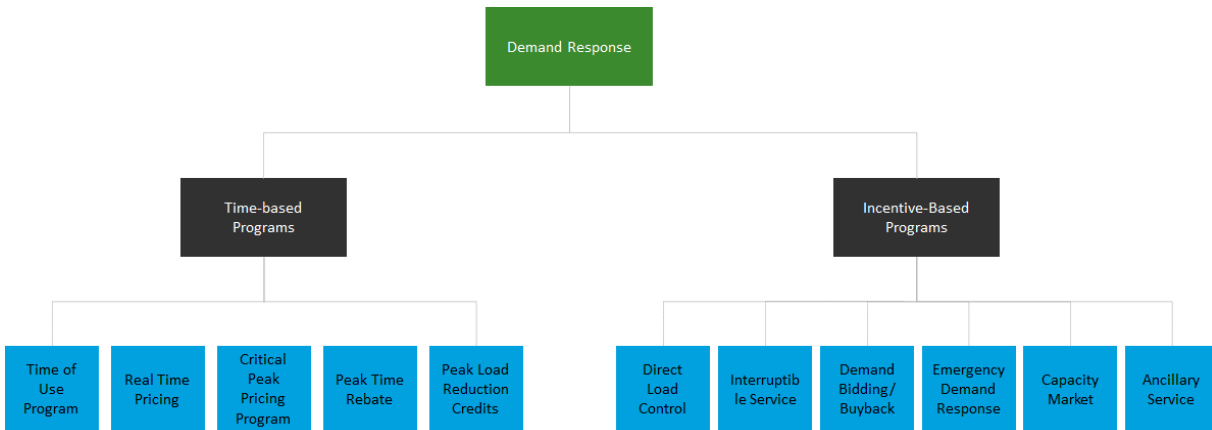 Demand Response
Time-based
Programs
Incentive-Based
Programs
Time of
Use
Program
Real Time
Pricing
Critical
Peak
Pricing
Program
Peak Time
Rebate
Peak Load
Reduction
Credits
Direct
Load
Control
Interruptib
le Service
Demand
Bidding/
Buyback
Emergency
Demand
Response
Capacity
Market
Ancillary
Service